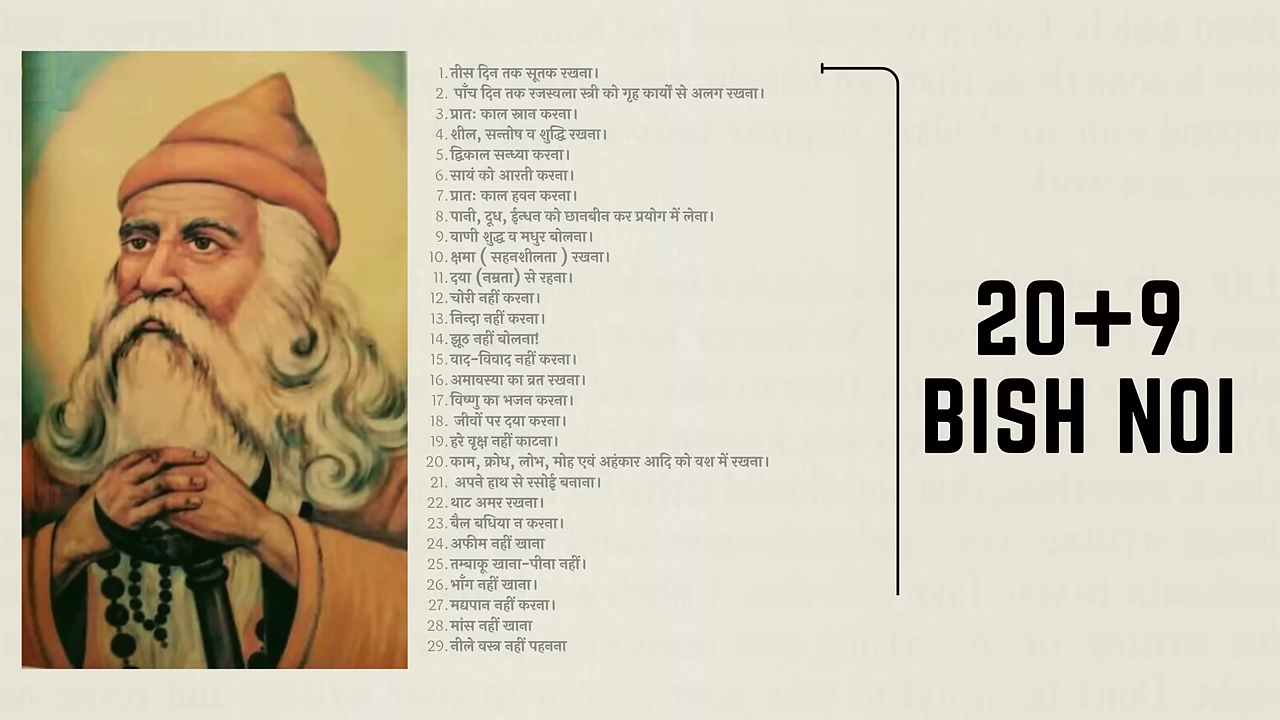 1. तीस दिन तक सूतक रखना।
2. पाँच दिन तक रजस्वला स्त्री को गृह कार्यों से अलग रखना।
3. प्रातः काल स्नान करना।
4. शील, सन्तोष व शुद्धि रखना।
5. द्विकाल सन्ध्या करना।
6. सायं को आरती करना।
7. प्रातः काल हवन करना।
8. पानी, दूध, ईन्धन को छानबीन कर प्रयोग में लेना।
9. वाणी शुद्ध व मधुर बोलना।
10. क्षमा ( सहनशीलता ) रखना।
11. दया (नम्रता) से रहना।
12. चोरी नहीं करना।
13. निन्दा नहीं करना।
14. झूठ नहीं बोलना!
15. वाद-विवाद नहीं करना।
16. अमावस्या का व्रत रखना।
17. विष्णु का भजन करना।
18. जीवों पर दया करना।
19. हरे वृक्ष नहीं काटना।
20. काम, क्रोध, लोभ, मोह एवं अहंकार आदि को वश में रखना।
21. अपने हाथ से रसोई बनाना।
22. थाट अमर रखना।
23. बैल बधिया न करना।
24. अफीम नहीं खाना
25. तम्बाकू खाना-पीना नहीं।
26. भाँग नहीं खाना।
27. मद्यपान नहीं करना।
28. मांस नहीं खाना
29. नीले वस्त्र नहीं पहनना
20+9
BISH NOI